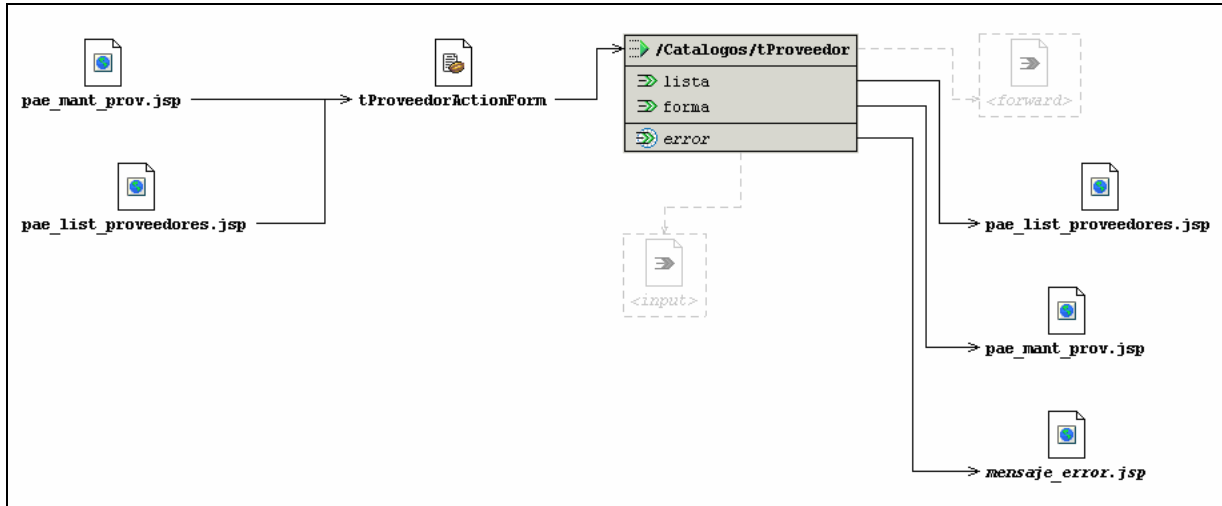 pae_mant_prov.jsp
tProveedorActionForm
/Catalogos/tProveedor
lista
forma
error
<forward>
pae_list_proveedores.jsp
pae_list_proveedores.jsp
<input>
pae_mant_prov.jsp
mensaje_error.jsp